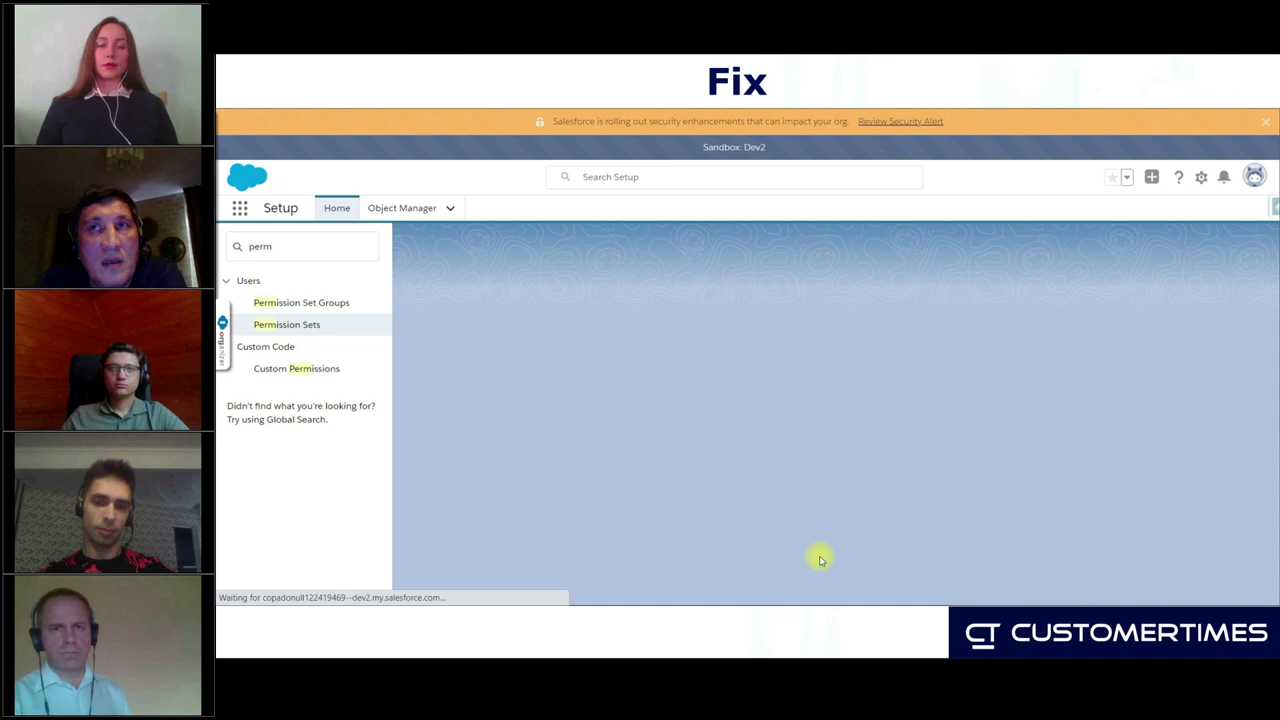 Fix
Salesforce is rolling out security enhancements that can impact your org. Review Security Alert
Sandbox: Dev2
Search Setup
Setup Home Object Manager
perm
Users
Permission Set Groups
Permission Sets
Custom Code
Custom Permissions
Didn't find what you're looking for?
Try using Global Search.
organizer
Waiting for copadonull122419469--dev2.my.salesforce.com...
CT CUSTOMERTIMES